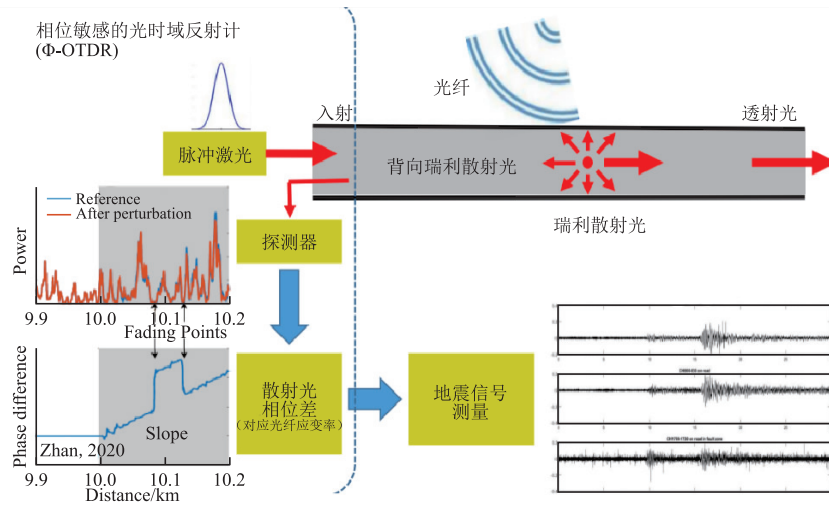 相位敏感的光时域反射计
(Φ-OTDR)
光纤
入射
透射光
脉冲激光
背向瑞利散射光
瑞利散射光
Reference
After perturbation
Power
探测器
9.9
10.0
10.1
10.2
Fading Points
Phase difference
Slope
Zhan, 2020
9.9
10.0
10.1
10.2
Distance/km
散射光
相位差
(对应光纤应变率)
地震信号
测量